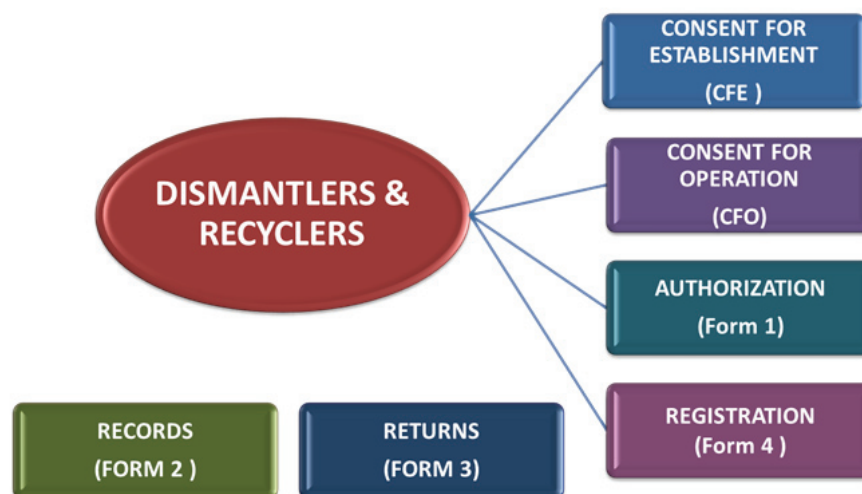 CONSENT FOR
ESTABLISHMENT
(CFE )
DISMANTLERS &
RECYCLERS
CONSENT FOR
OPERATION
(CFO)
AUTHORIZATION
(Form 1)
REGISTRATION
(Form 4 )
RECORDS
(FORM 2 )
RETURNS
(FORM 3)